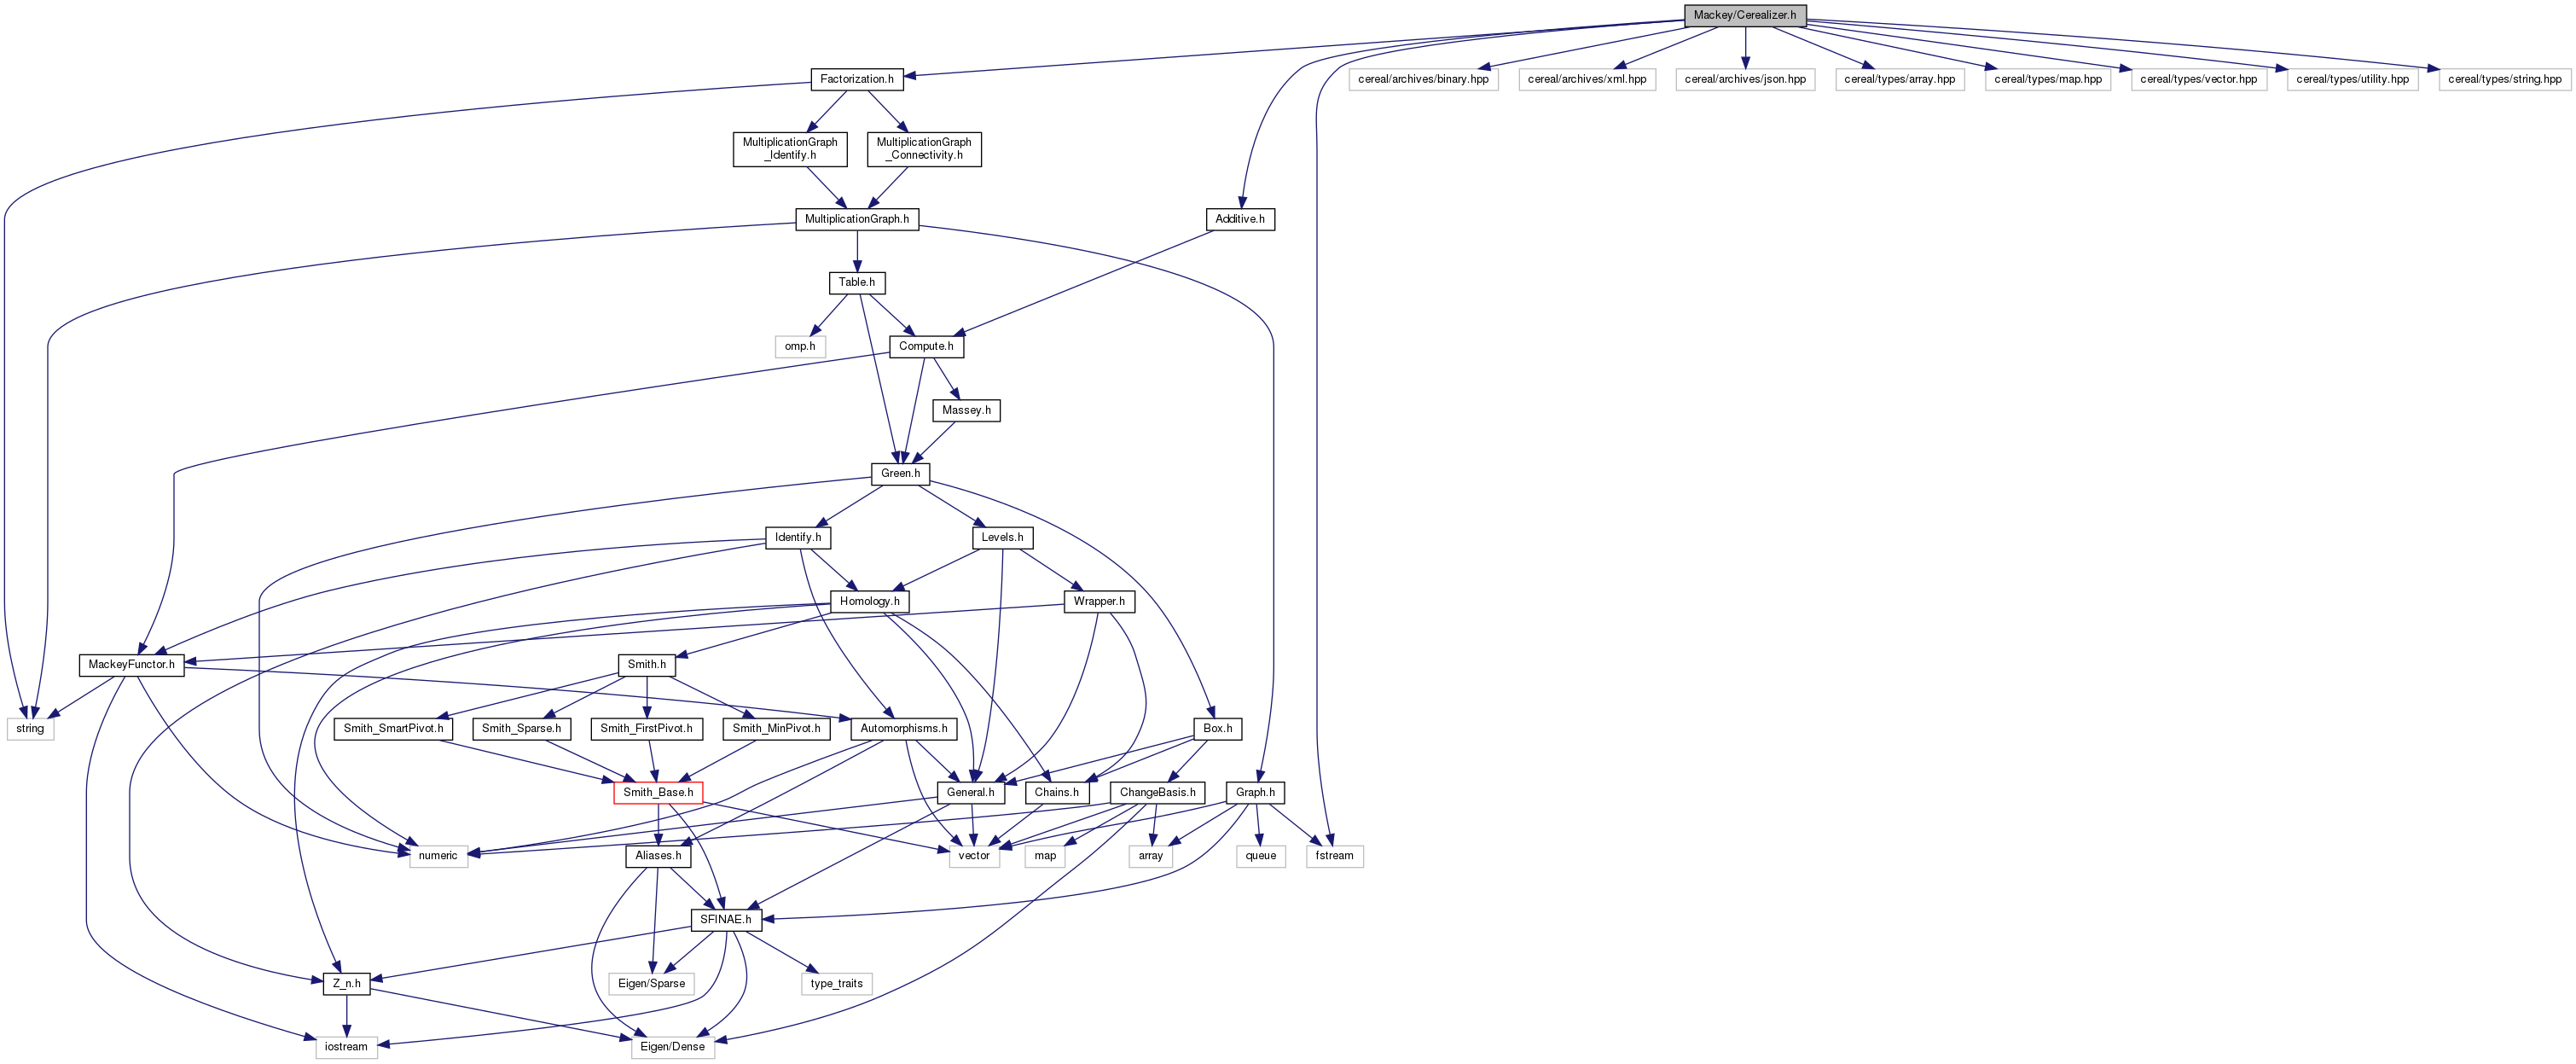 Mackey/Cerealizer.h
Factorization.h
cereal/archives/binary.hpp
cereal/archives/xml.hpp
cereal/archives/json.hpp
cereal/types/array.hpp
cereal/types/map.hpp
cereal/types/vector.hpp
cereal/types/utility.hpp
cereal/types/string.hpp
MultiplicationGraph
_Identify.h
MultiplicationGraph
_Connectivity.h
MultiplicationGraph.h
Additive.h
Table.h
omp.h
Compute.h
Massey.h
Green.h
Identify.h
Levels.h
Homology.h
Wrapper.h
MackeyFunctor.h
Smith.h
string
Smith_SmartPivot.h
Smith_Sparse.h
Smith_FirstPivot.h
Smith_MinPivot.h
Automorphisms.h
Box.h
Smith_Base.h
General.h
Chains.h
ChangeBasis.h
Graph.h
numeric
Aliases.h
vector
map
array
queue
fstream
SFINAE.h
Z_n.h
Eigen/Sparse
type_traits
iostream
Eigen/Dense